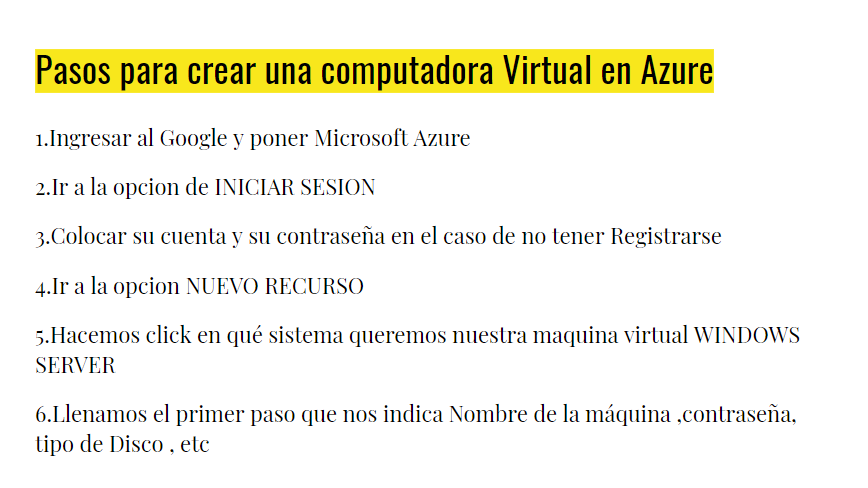 Pasos para crear una computadora Virtual en Azure
1.Ingresar al Google y poner Microsoft Azure
2.Ir a la opcion de INICIAR SESION
3.Colocar su cuenta y su contraseña en el caso de no tener Registrarse
4.Ir a la opcion NUEVO RECURSO
5.Hacemos click en qué sistema queremos nuestra maquina virtual WINDOWS
SERVER
6.Llenamos el primer paso que nos indica Nombre de la máquina ,contraseña,
tipo de Disco , etc